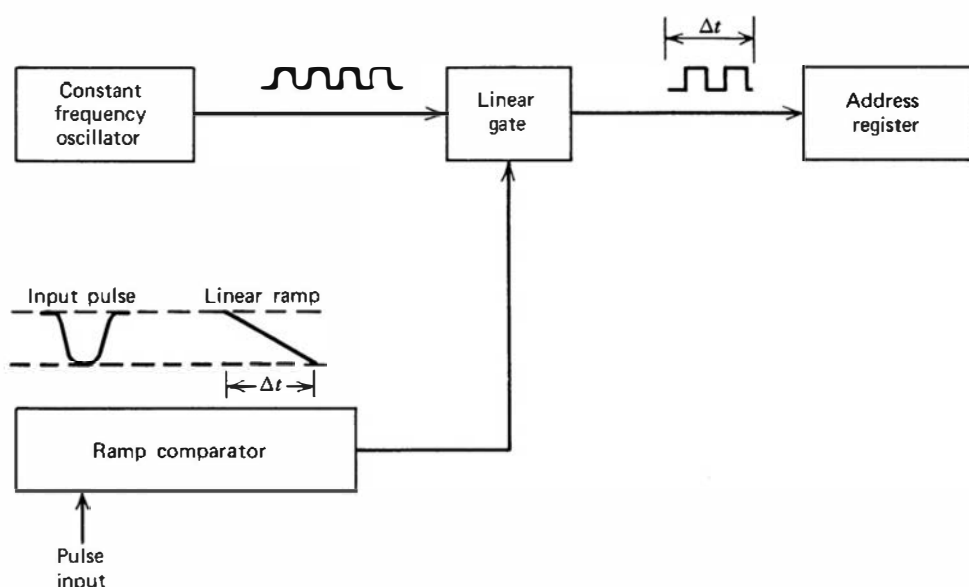 Δt
Constant
frequency
oscillator
Linear
gate
Address
register
Input pulse
Linear ramp
Δt
Ramp comparator
Pulse
input